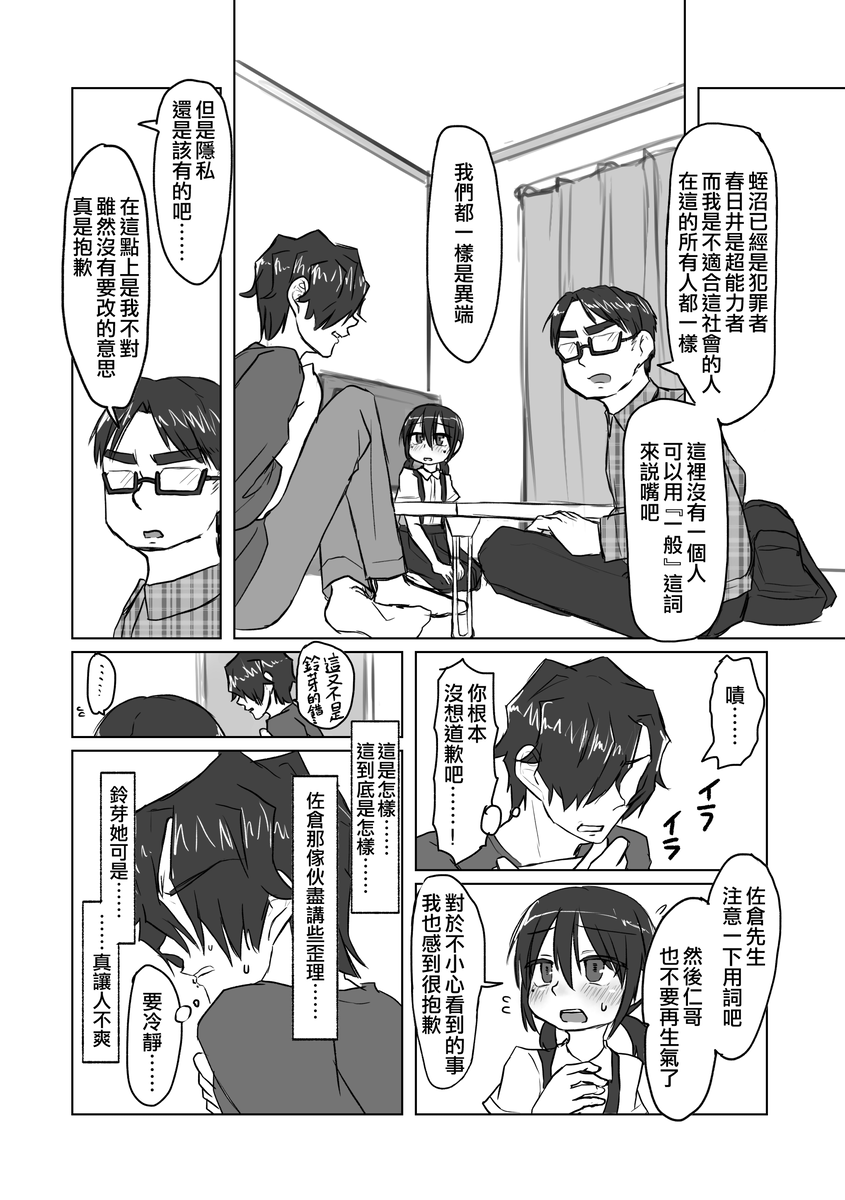 蛭沼已經是犯罪者
春日井是超能力者
而我是不適合這社會的人
在這的所有人都一樣
這裡沒有一個人
可以用『一般』這詞
來說嘴吧
我們都一樣是異端
但是隱私
還是該有的吧……
在這點上是我不對
雖然沒有要改的意思
真是抱歉
嘖……
イラ
イラ
你根本
沒想道歉吧……！
佐倉先生
注意一下用詞吧
然後仁哥
也不要再生氣了
對於不小心看到的事
我也感到很抱歉
這又不是
鈴芽的錯
……
這是怎樣……
這到底是怎樣……
佐倉那傢伙盡講些歪理……
鈴芽她可是……
……真讓人不爽
要冷靜……